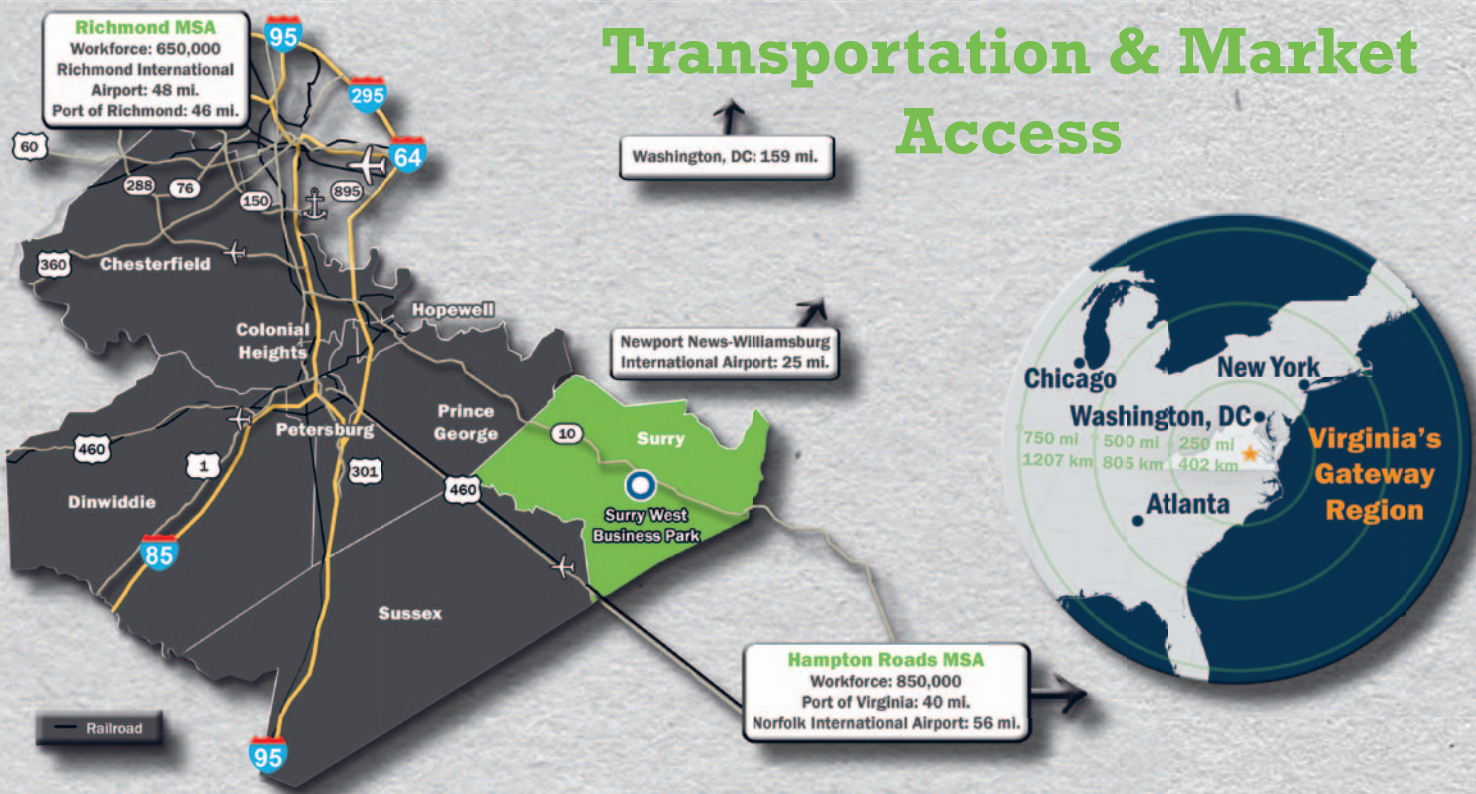 Transportation & Market
Access
Richmond MSA
Workforce: 650,000
Richmond International
Airport: 48 mi.
Port of Richmond: 46 mi.
95
295
64
60
288
76
150
895
360
Chesterfield
Washington, DC: 159 mi.
Hopewell
Colonial
Heights
Newport News-Williamsburg
International Airport: 25 mi.
Prince
George
Petersburg
10
Surry
460
1
301
460
Dinwiddie
Surry West
Business Park
85
Sussex
Hampton Roads MSA
Workforce: 850,000
Port of Virginia: 40 mi.
Norfolk International Airport: 56 mi.
Railroad
95
Chicago
New York
Washington, DC
750 mi
1207 km
500 mi
805 km
250 mi
402 km
Atlanta
Virginia's
Gateway
Region